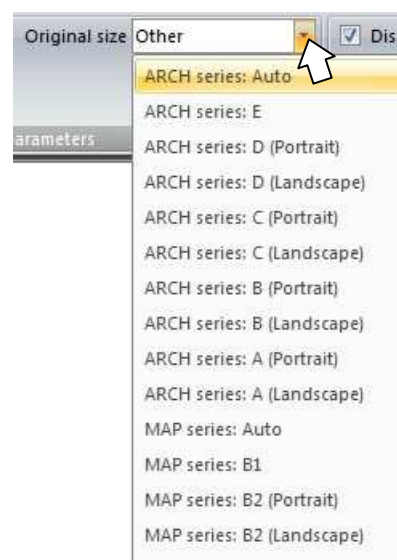 Original size Other Dis
ARCH series: Auto
ARCH series: E
arameters
ARCH series: D (Portrait)
ARCH series: D (Landscape)
ARCH series: C (Portrait)
ARCH series: C (Landscape)
ARCH series: B (Portrait)
ARCH series: B (Landscape)
ARCH series: A (Portrait)
ARCH series: A (Landscape)
MAP series: Auto
MAP series: B1
MAP series: B2 (Portrait)
MAP series: B2 (Landscape)